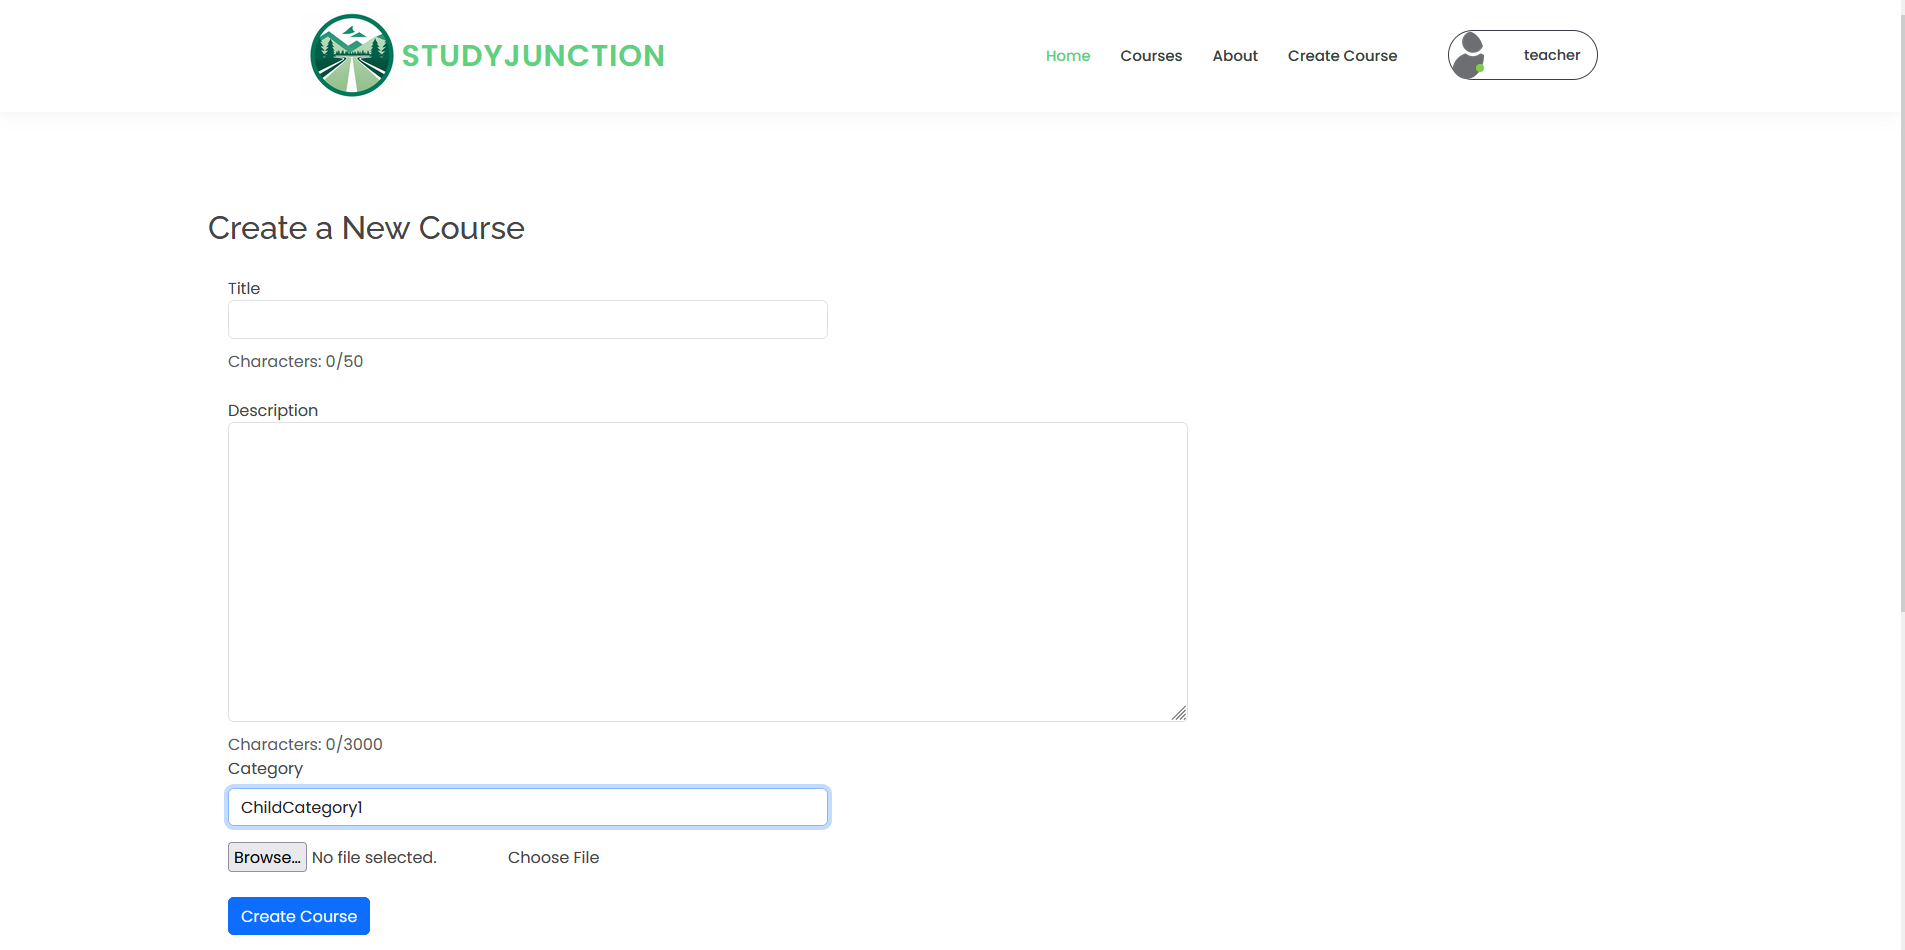 STUDYJUNCTION
Home Courses About Create Course teacher
Create a New Course
Title
Characters: 0/50
Description
Characters: 0/3000
Category
ChildCategory1
Browse... No file selected. Choose File
Create Course